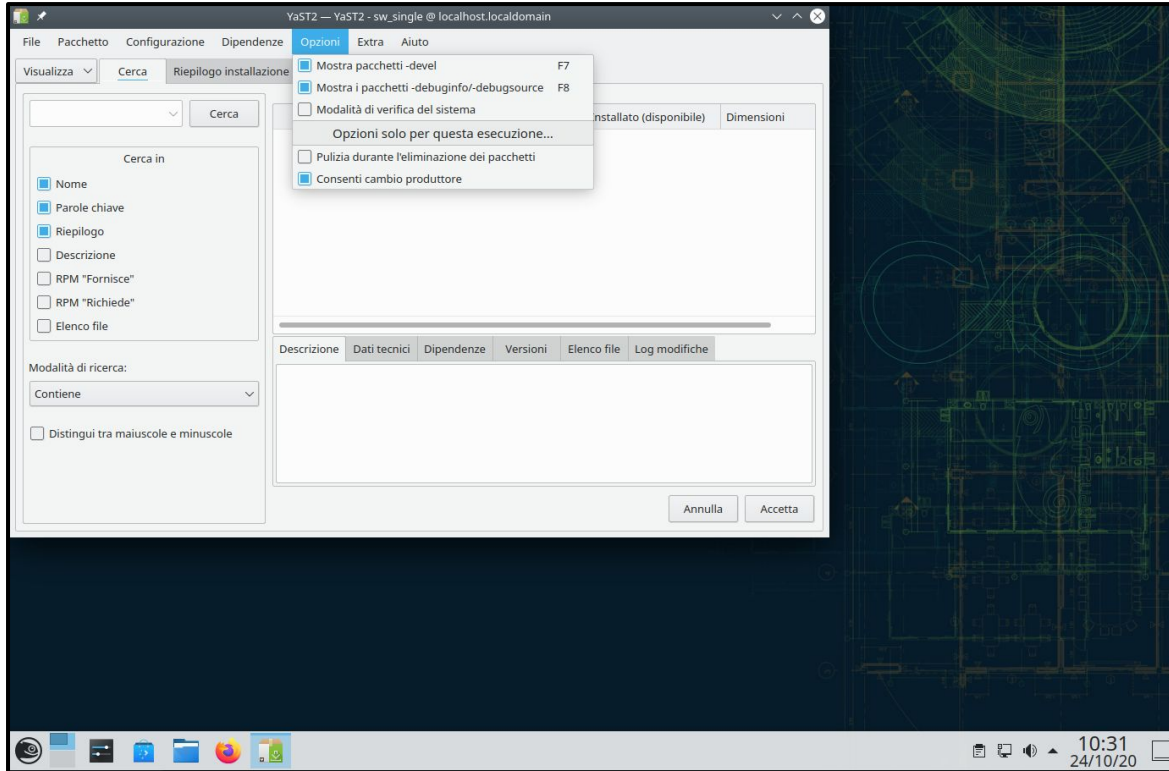 YaST2 — YaST2 - sw_single @ localhost.localdomain
File Pacchetto Configurazione Dipendenze Opzioni Extra Aiuto
Visualizza Cerca Riepilogo installazione
Cerca
Cerca in
Nome
Parole chiave
Riepilogo
Descrizione
RPM "Fornisce"
RPM "Richiede"
Elenco file
Modalità di ricerca:
Contiene
Distingui tra maiuscole e minuscole
Mostra pacchetti -devel F7
Mostra i pacchetti -debuginfo/-debugsource F8
Modalità di verifica del sistema
Opzioni solo per questa esecuzione...
Pulizia durante l'eliminazione dei pacchetti
Consenti cambio produttore
nstallato (disponibile) Dimensioni
Descrizione Dati tecnici Dipendenze Versioni Elenco file Log modifiche
Annulla Accetta
10:31
24/10/20